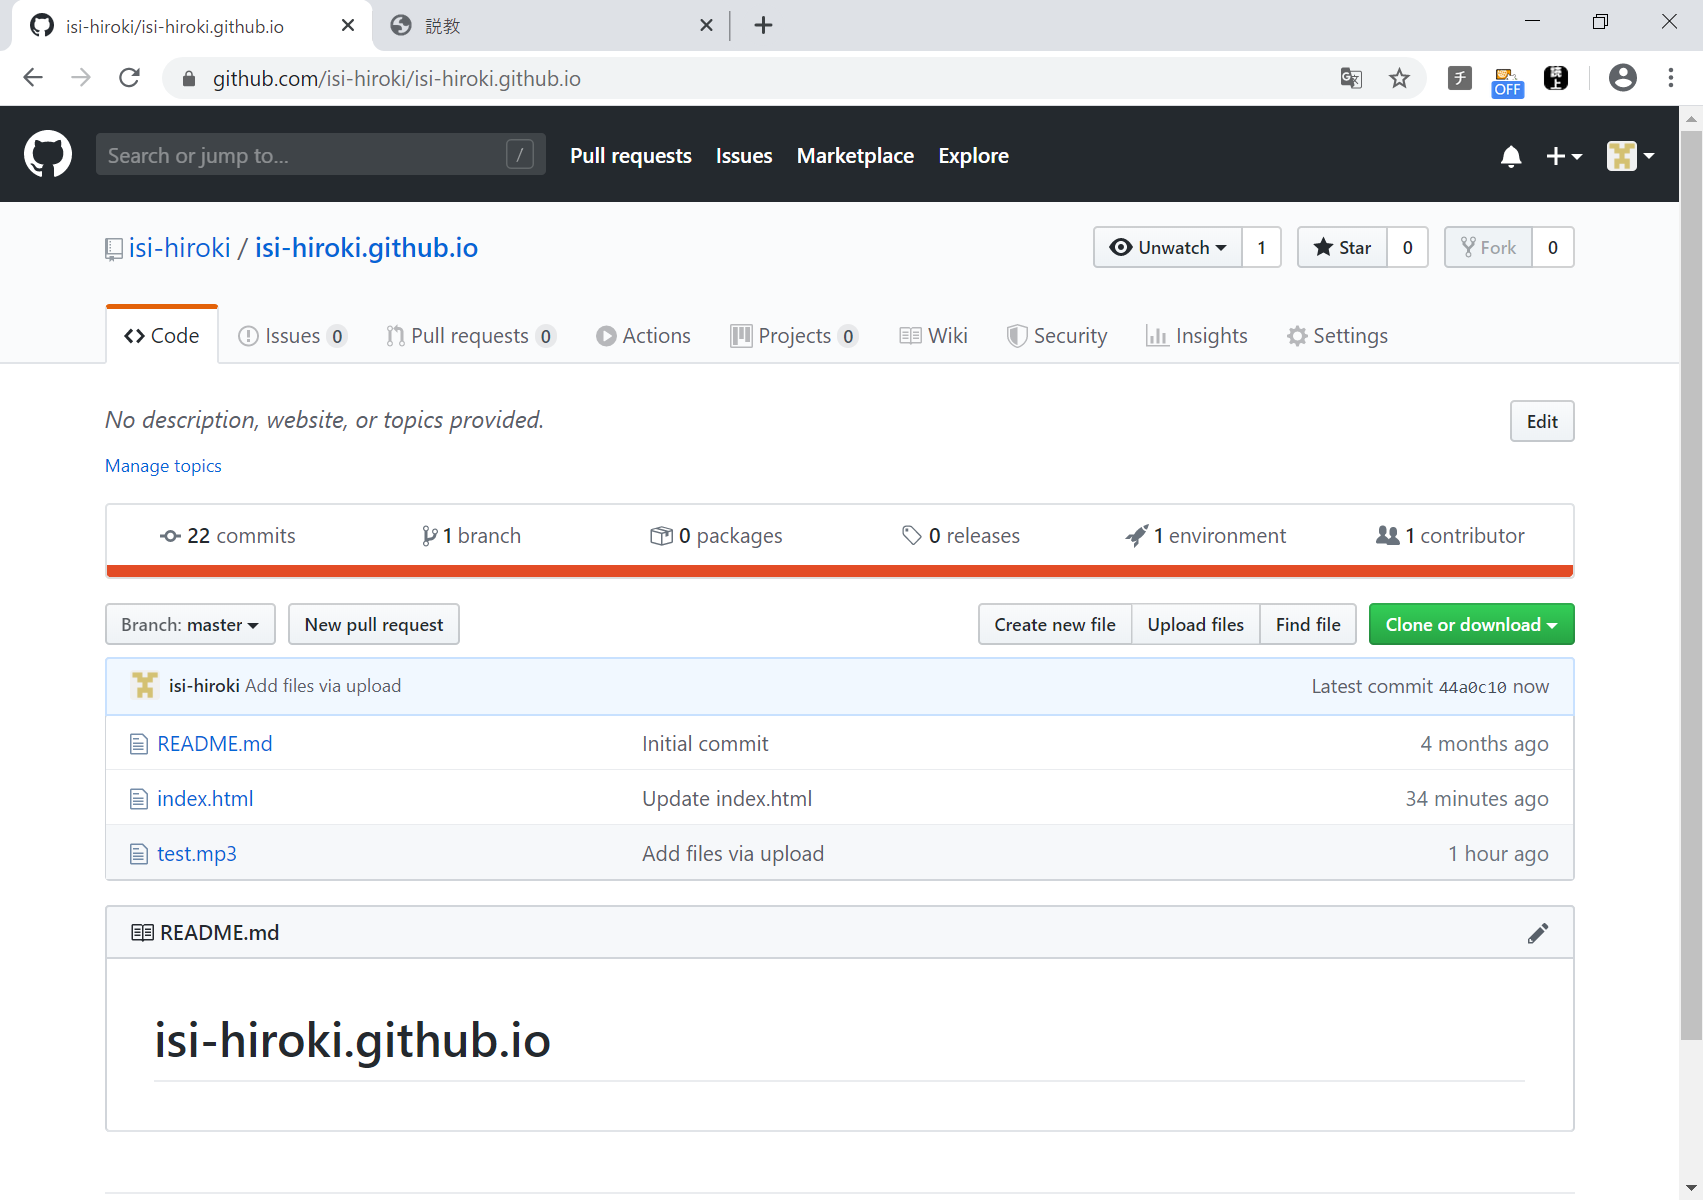 isi-hiroki/isi-hiroki.github.io
説教
github.com/isi-hiroki/isi-hiroki.github.io
チ
OFF
読上
Search or jump to... /
Pull requests Issues Marketplace Explore
isi-hiroki / isi-hiroki.github.io
Unwatch 1 Star 0 Fork 0
Code Issues 0 Pull requests 0 Actions Projects 0 Wiki Security Insights Settings
No description, website, or topics provided.
Edit
Manage topics
22 commits 1 branch 0 packages 0 releases 1 environment 1 contributor
Branch: master New pull request Create new file Upload files Find file Clone or download
isi-hiroki Add files via upload Latest commit 44a0c10 now
README.md Initial commit 4 months ago
index.html Update index.html 34 minutes ago
test.mp3 Add files via upload 1 hour ago
README.md
isi-hiroki.github.io